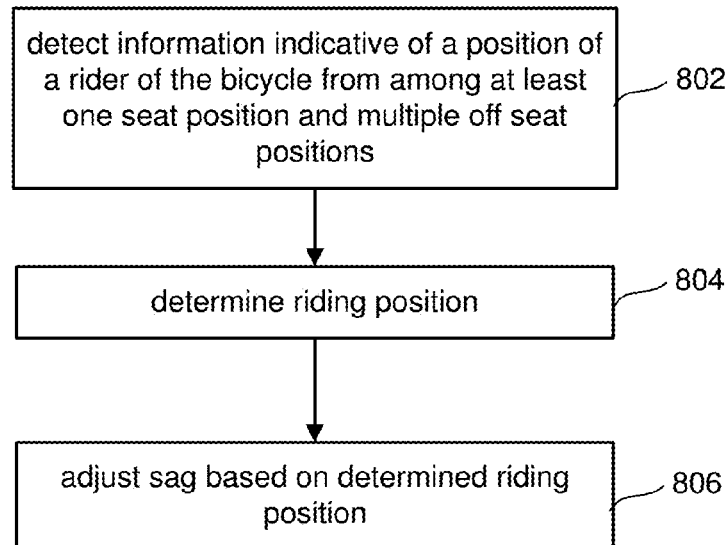 detect information indicative of a position of
a rider of the bicycle from among at least
one seat position and multiple off seat
positions
802
determine riding position
804
adjust sag based on determined riding
position
806